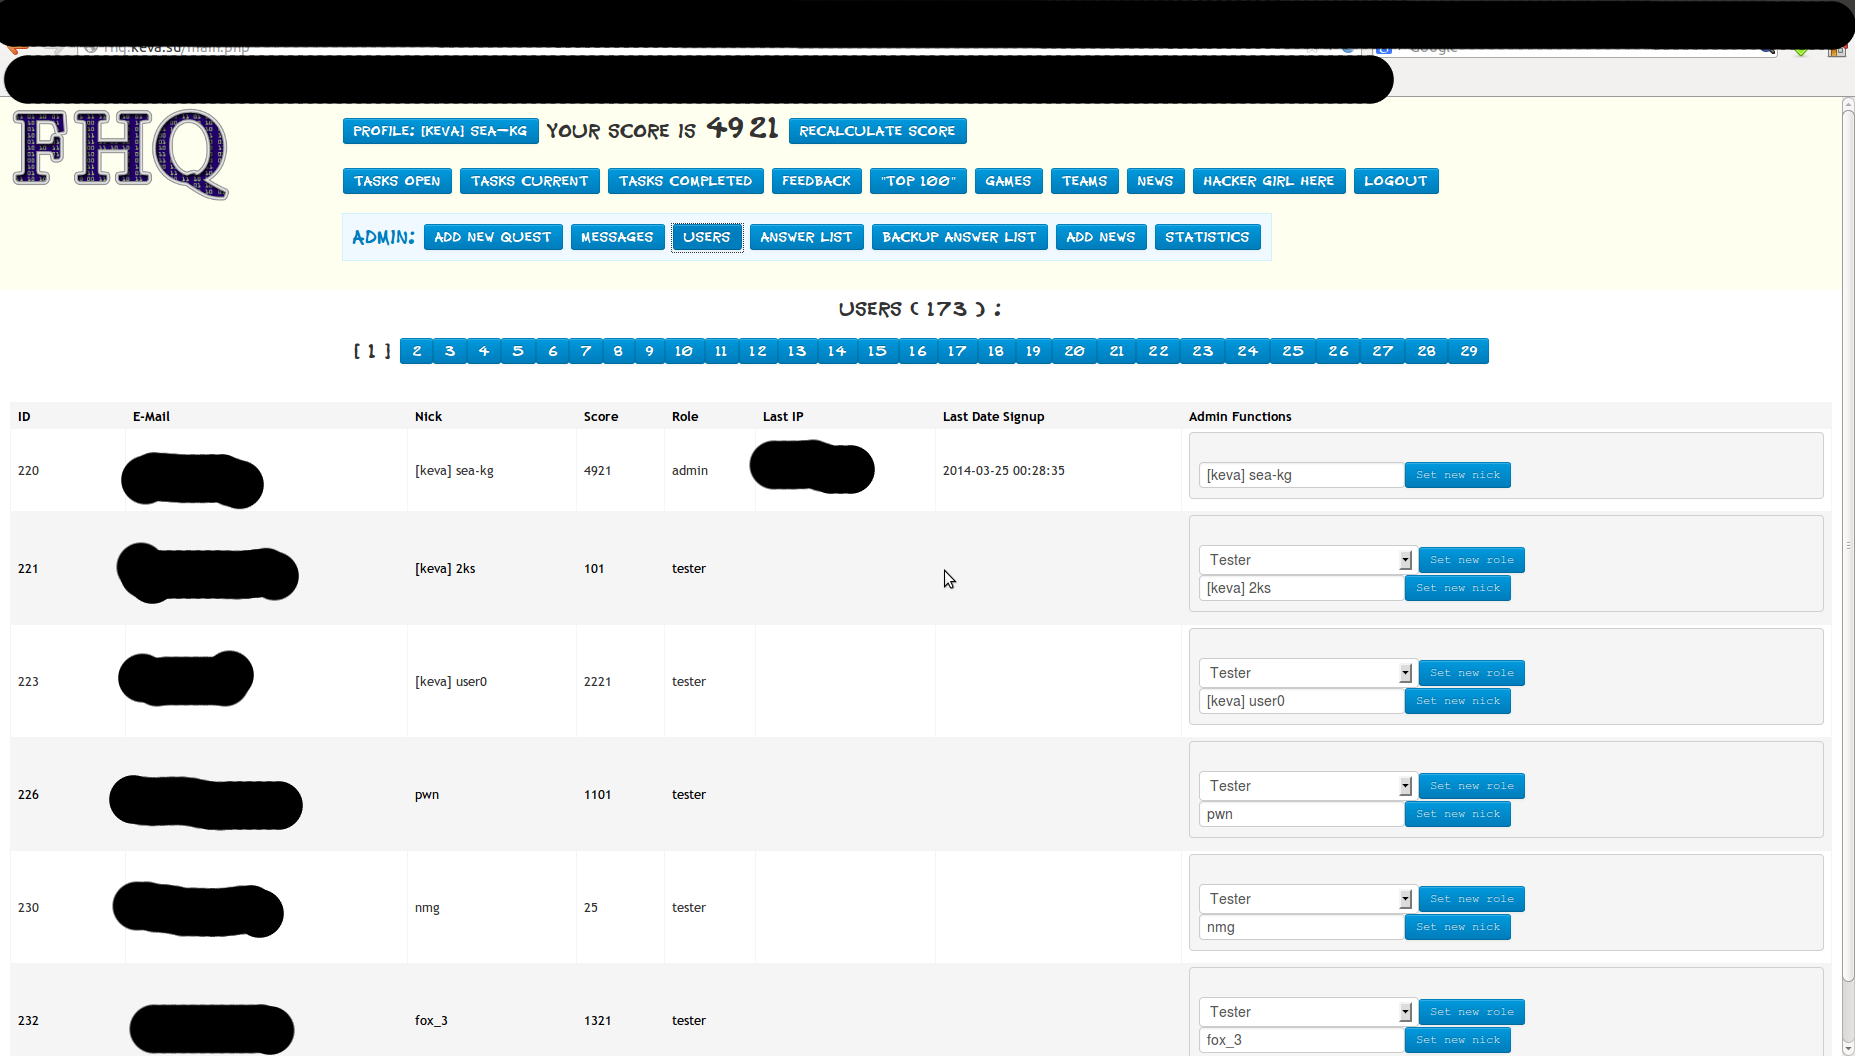 keva.su/main.php
FHQ
PROFILE: [KEVA] SEA-KG YOUR SCORE IS 4921 RECALCULATE SCORE
TASKS OPEN TASKS CURRENT TASKS COMPLETED FEEDBACK "TOP 100" GAMES TEAMS NEWS HACKER GIRL HERE LOGOUT
ADMIN: ADD NEW QUEST MESSAGES USERS ANSWER LIST BACKUP ANSWER LIST ADD NEWS STATISTICS
USERS ( 173 ) :
[ 1 ] 2 3 4 5 6 7 8 9 10 11 12 13 14 15 16 17 18 19 20 21 22 23 24 25 26 27 28 29
ID E-Mail Nick Score Role Last IP Last Date Signup Admin Functions
220 [keva] sea-kg 4921 admin 2014-03-25 00:28:35 [keva] sea-kg Set new nick
Tester Set new role
221 [keva] 2ks 101 tester
[keva] 2ks Set new nick
Tester Set new role
223 [keva] user0 2221 tester
[keva] user0 Set new nick
Tester Set new role
226 pwn 1101 tester
pwn Set new nick
Tester Set new role
230 nmg 25 tester
nmg Set new nick
Tester Set new role
232 fox_3 1321 tester
fox_3 Set new nick